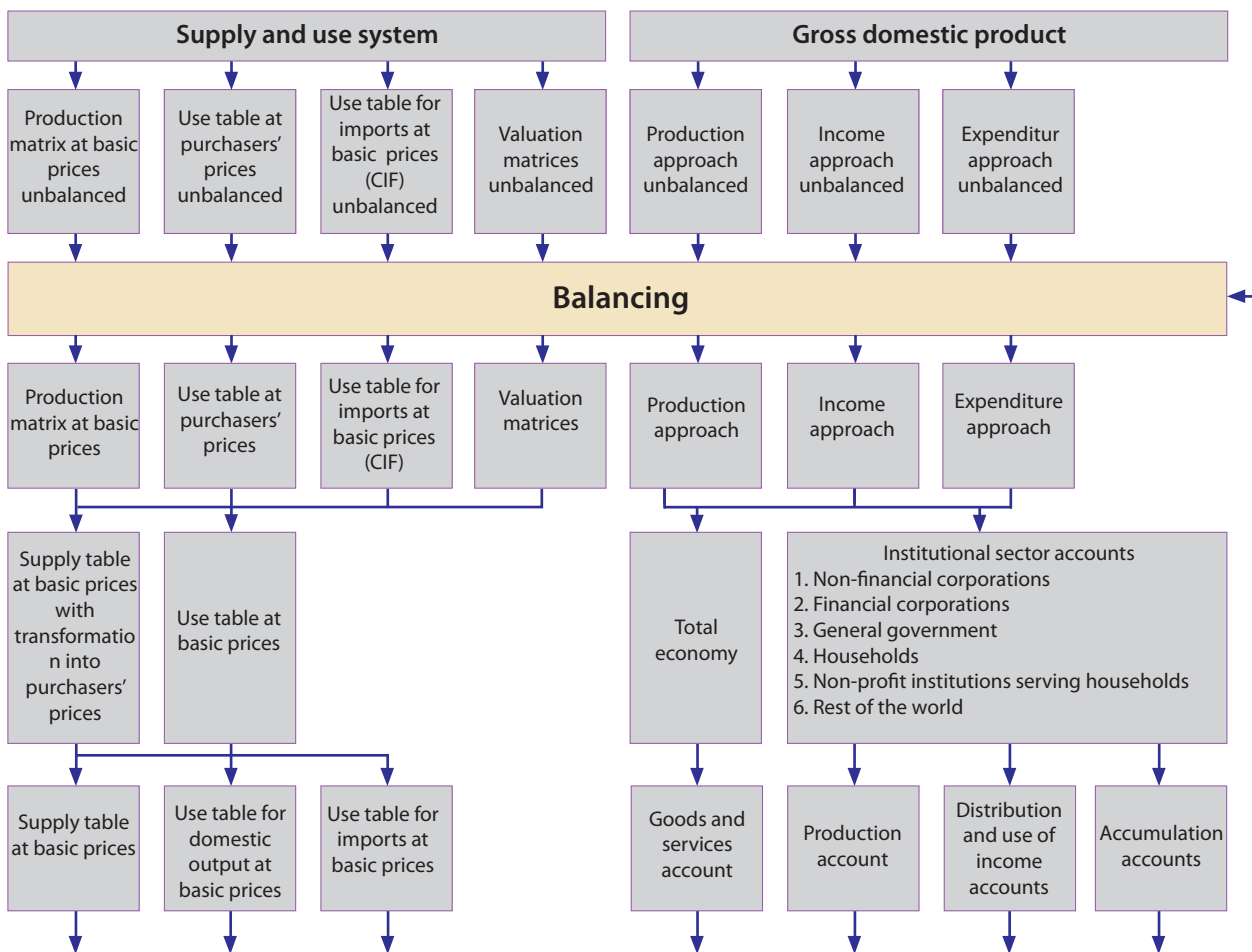 Supply and use system
Gross domestic product
Production
matrix at basic
prices
unbalanced
Use table at
purchasers’
prices
unbalanced
Use table for
imports at
basic prices
(CIF)
unbalanced
Valuation
matrices
unbalanced
Production
approach
unbalanced
Income
approach
unbalanced
Expenditur
approach
unbalanced
Balancing
Production
matrix at basic
prices
Use table at
purchasers’
prices
Use table for
imports at
basic prices
(CIF)
Valuation
matrices
Production
approach
Income
approach
Expenditure
approach
Supply table
at basic prices
with
transformatio
n into
purchasers’
prices
Use table at
basic prices
Total
economy
Institutional sector accounts
1. Non-financial corporations
2. Financial corporations
3. General government
4. Households
5. Non-profit institutions serving households
6. Rest of the world
Supply table
at basic prices
Use table for
domestic
output at
basic prices
Use table for
imports at
basic prices
Goods and
services
account
Production
account
Distribution
and use of
income
accounts
Accumulation
accounts